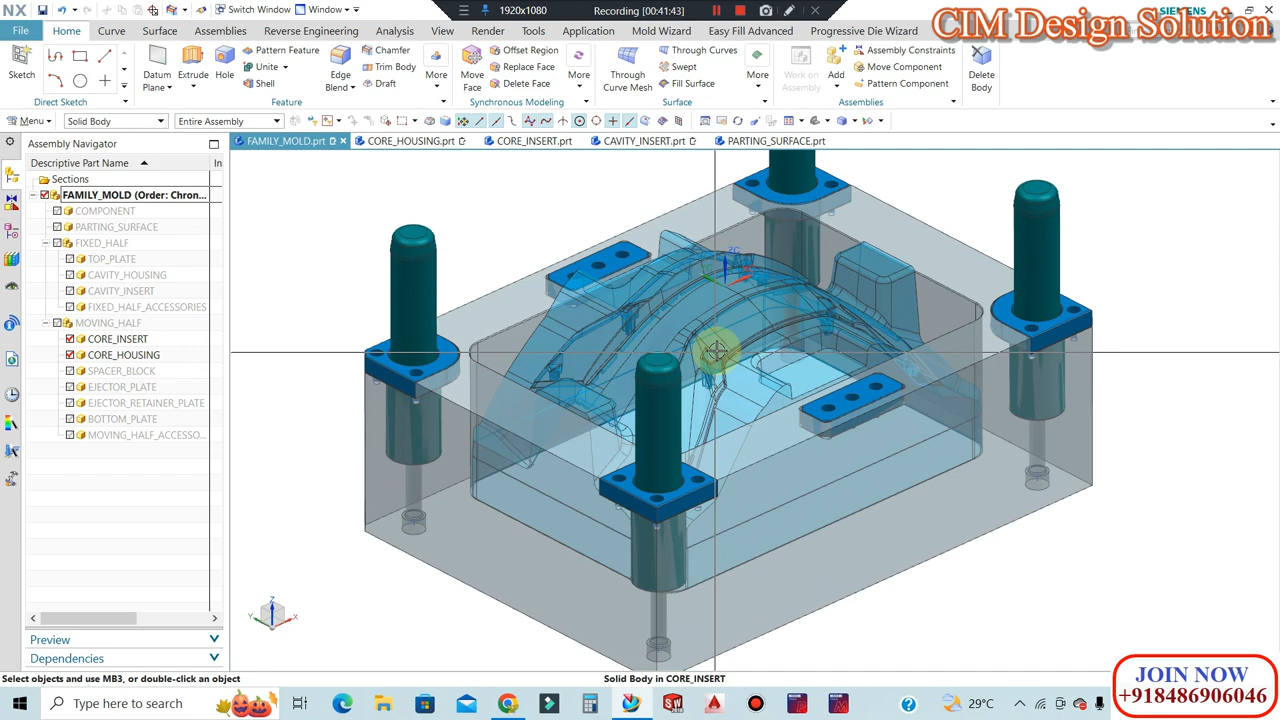 NX
Switch Window
Window
1920x1080
Recording [00:41:43]
SIEMENS
CIM Design Solution
File
Home
Curve
Surface
Assemblies
Reverse Engineering
Analysis
View
Render
Tools
Application
Mold Wizard
Easy Fill Advanced
Progressive Die Wizard
Sketch
Direct Sketch
Datum Plane
Extrude
Hole
Pattern Feature
Unite
Shell
Edge Blend
Chamfer
Trim Body
Draft
More
Feature
Move Face
Offset Region
Replace Face
Delete Face
More
Synchronous Modeling
Through Curve Mesh
Through Curves
Swept
Fill Surface
More
Surface
Work on Assembly
Add
Assembly Constraints
Move Component
Pattern Component
Assemblies
Delete Body
Menu
Solid Body
Entire Assembly
Assembly Navigator
FAMILY_MOLD.prt
CORE_HOUSING.prt
CORE_INSERT.prt
CAVITY_INSERT.prt
PARTING_SURFACE.prt
Descriptive Part Name
In
Sections
FAMILY_MOLD (Order: Chron...
COMPONENT
PARTING_SURFACE
FIXED_HALF
TOP_PLATE
CAVITY_HOUSING
CAVITY_INSERT
FIXED_HALF_ACCESSORIES
MOVING_HALF
CORE_INSERT
CORE_HOUSING
SPACER_BLOCK
EJECTOR_PLATE
EJECTOR_RETAINER_PLATE
BOTTOM_PLATE
MOVING_HALF_ACCESSO...
ZC
Z
Y
X
Preview
Dependencies
Select objects and use MB3, or double-click an object
Solid Body in CORE_INSERT
JOIN NOW
+918486906046
Type here to search
29°C